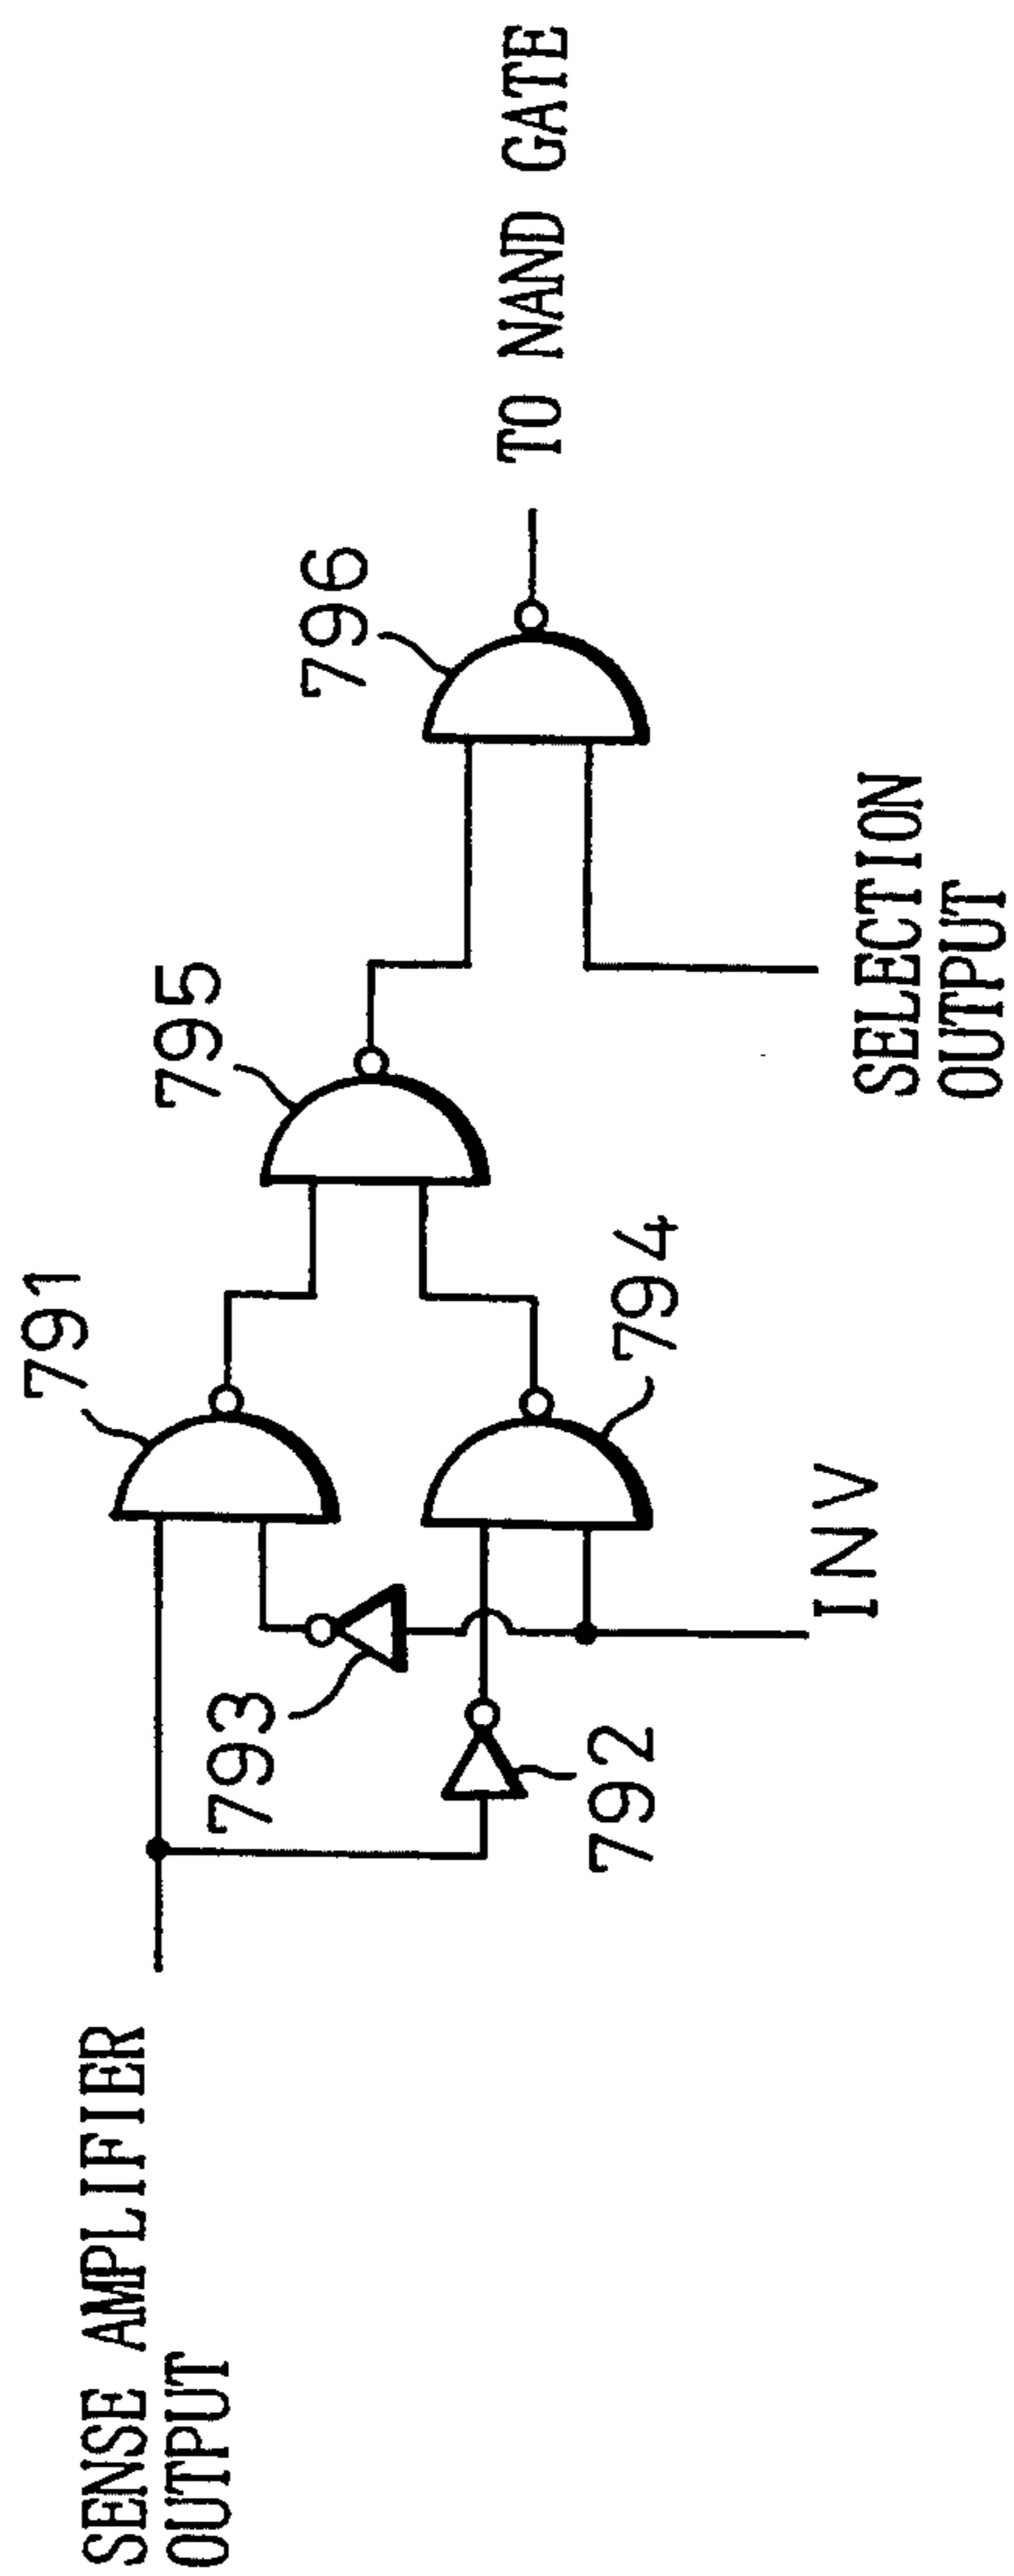 SENSE AMPLIFIER
OUTPUT
791
793
792
794
INV
795
796
SELECTION
OUTPUT
TO NAND GATE